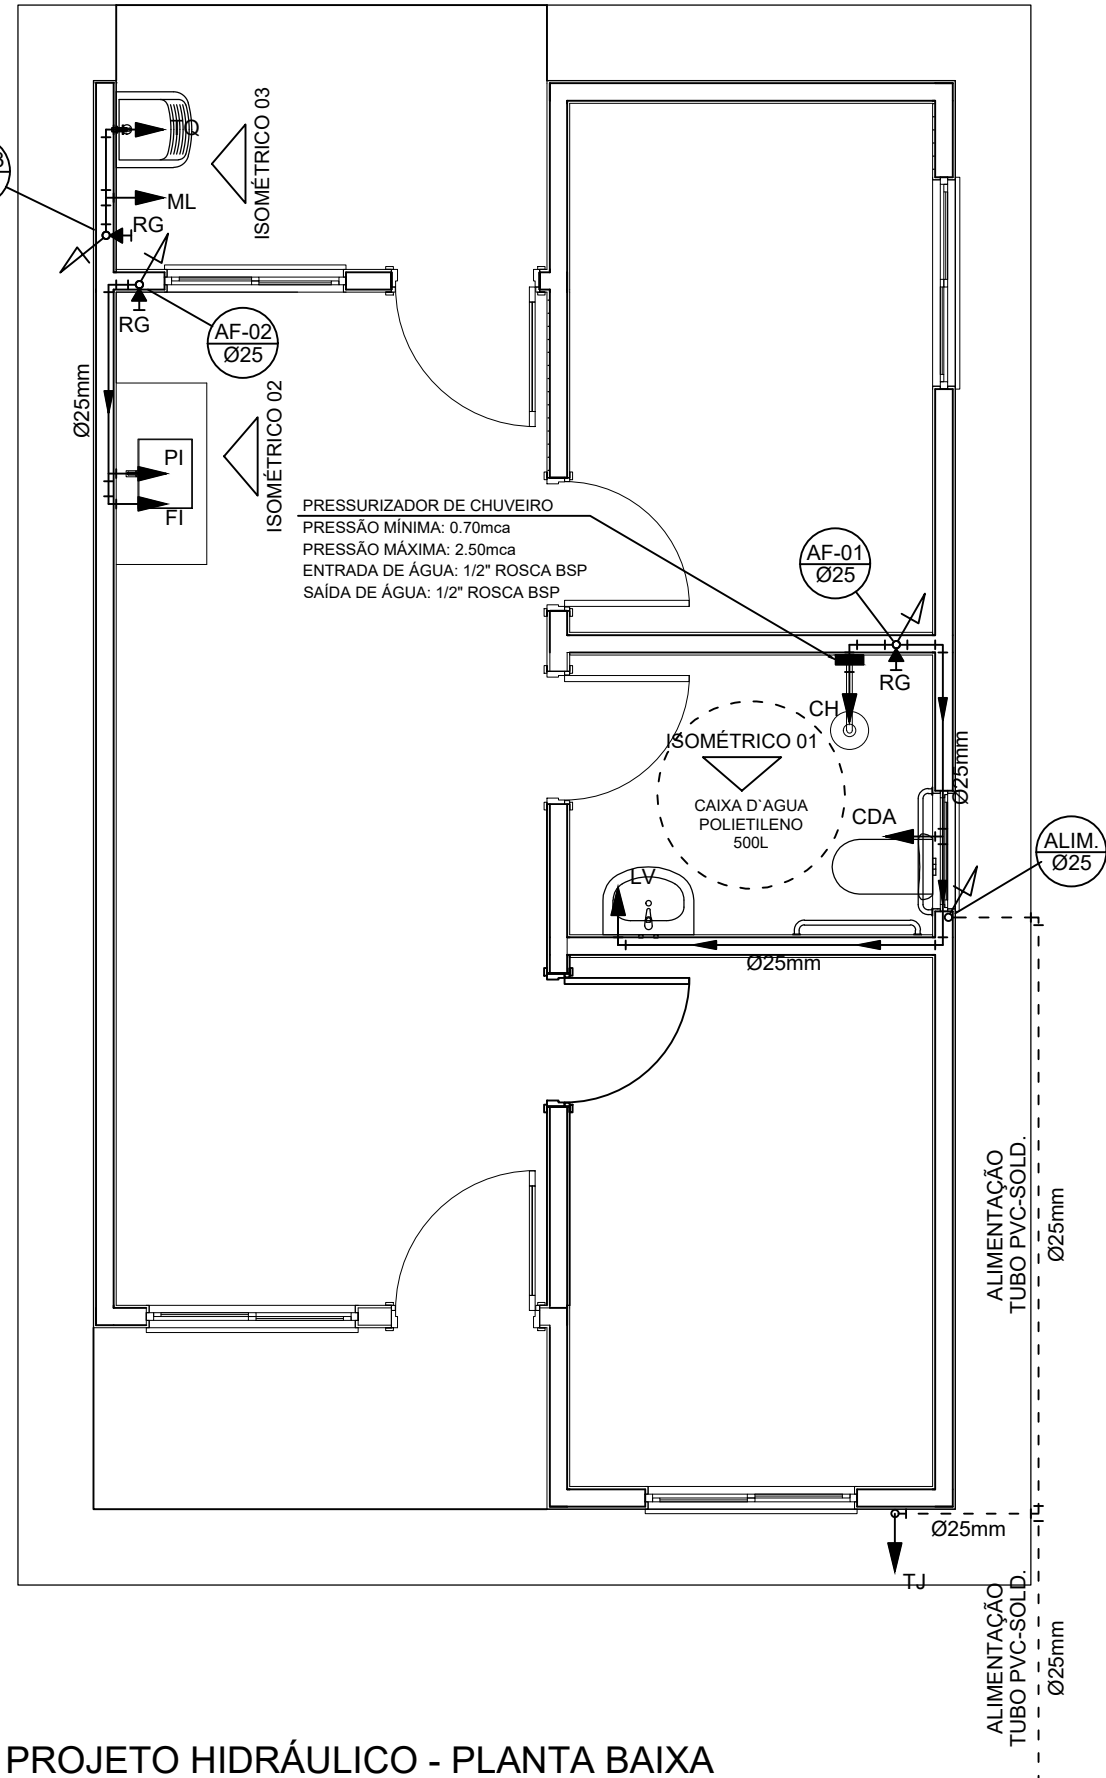 TQ
ISOMÉTRICO 03
ML
RG
RG
AF-02
Ø25
Ø25mm
ISOMÉTRICO 02
PI
FI
PRESSURIZADOR DE CHUVEIRO
PRESSÃO MÍNIMA: 0.70mca
PRESSÃO MÁXIMA: 2.50mca
ENTRADA DE ÁGUA: 1/2" ROSCA BSP
SAÍDA DE ÁGUA: 1/2" ROSCA BSP
AF-01
Ø25
RG
CH
ISOMÉTRICO 01
CAIXA D`AGUA
POLIETILENO
500L
Ø25mm
CDA
ALIM.
Ø25
LV
Ø25mm
ALIMENTAÇÃO
TUBO PVC-SOLD.
Ø25mm
Ø25mm
TJ
ALIMENTAÇÃO
TUBO PVC-SOLD.
Ø25mm
PROJETO HIDRÁULICO - PLANTA BAIXA